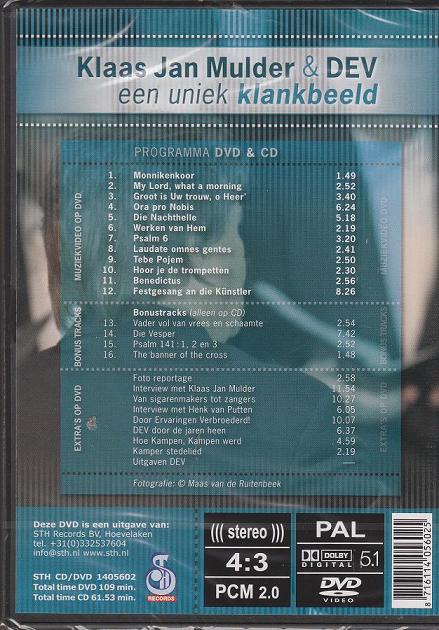 Klaas Jan Mulder & DEV
een uniek klankbeeld
PROGRAMMA DVD & CD
MUZIEKVIDEO OP DVD
1. Monnikenkoor 1.49
2. My Lord, what a morning 2.52
3. Groot is Uw trouw, o Heer' 3.40
4. Ora pro Nobis 6.24
5. Die Nachthelle 5.18
6. Werken van Hem 2.19
7. Psalm 6 3.20
8. Laudate omnes gentes 2.41
9. Tebe Pojem 2.50
10. Hoor je de trompetten 2.30
11. Benedictus 2.56
12. Festgesang an die Künstler 8.26
MUZIEKVIDEO OP DVD
BONUS TRACKS
Bonustracks (alleen op CD)
13. Vader vol van vrees en schaamte 2.54
14. Die Vesper 7.42
15. Psalm 141: 1, 2 en 3 2.52
16. The banner of the cross 1.48
BONUS TRACKS
EXTRA'S OP DVD
Foto reportage 2.58
Interview met Klaas Jan Mulder 11.54
Van sigarenmakers tot zangers 10.27
Interview met Henk van Putten 6.05
Door Ervaringen Verbroederd! 10.07
DEV door de jaren heen 6.37
Hoe Kampen, Kampen werd 4.59
Kamper stedelied 2.19
Uitgaven DEV —
EXTRA'S OP DVD
Fotografie: © Maas van de Ruitenbeek
Deze DVD is een uitgave van:
STH Records BV, Hoevelaken
tel. +31(0)332537604
info@sth.nl www.sth.nl
STH CD/DVD 1405602
Total time DVD 109 min.
Total time CD 61.53 min.
S
RECORDS
((( stereo )))
4:3
PCM 2.0
PAL
DOLBY
DIGITAL
5.1
DVD
VIDEO
8716114056025